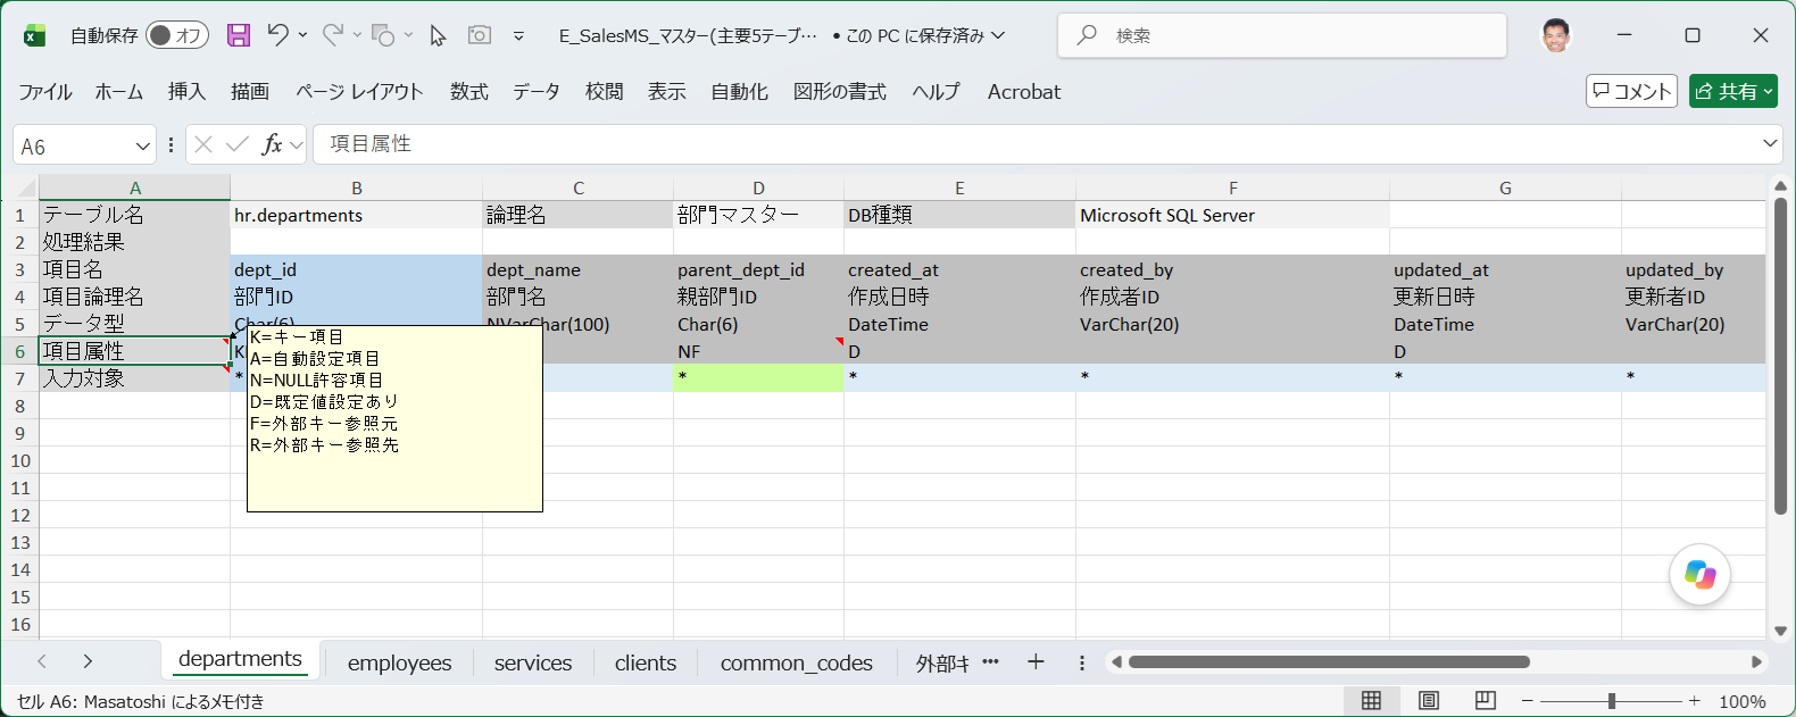 自動保存 オフ E_SalesMS_マスター(主要5テーブ… • この PC に保存済み 検索
ファイル ホーム 挿入 描画 ページ レイアウト 数式 データ 校閲 表示 自動化 図形の書式 ヘルプ Acrobat コメント 共有
A6 fx 項目属性
A B C D E F G
1 テーブル名 hr.departments 論理名 部門マスター DB種類 Microsoft SQL Server
2 処理結果
3 項目名 dept_id dept_name parent_dept_id created_at created_by updated_at updated_by
4 項目論理名 部門ID 部門名 親部門ID 作成日時 作成者ID 更新日時 更新者ID
5 データ型 Char(6) NVarChar(100) Char(6) DateTime VarChar(20) DateTime VarChar(20)
6 項目属性 K NF D D
7 入力対象 * * * * * *
K=キー項目
A=自動設定項目
N=NULL許容項目
D=既定値設定あり
F=外部キー参照元
R=外部キー参照先
8
9
10
11
12
13
14
15
16
departments employees services clients common_codes 外部キ ···
セル A6: Masatoshi によるメモ付き 100%